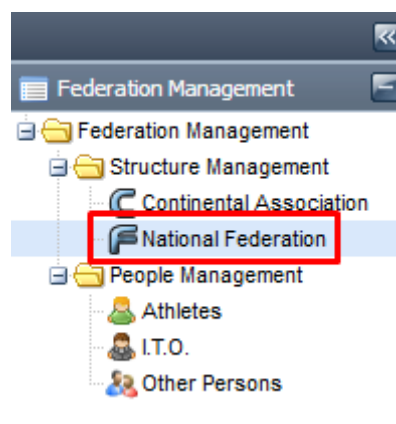 Federation Management
Federation Management
Structure Management
Continental Association
National Federation
People Management
Athletes
I.T.O.
Other Persons